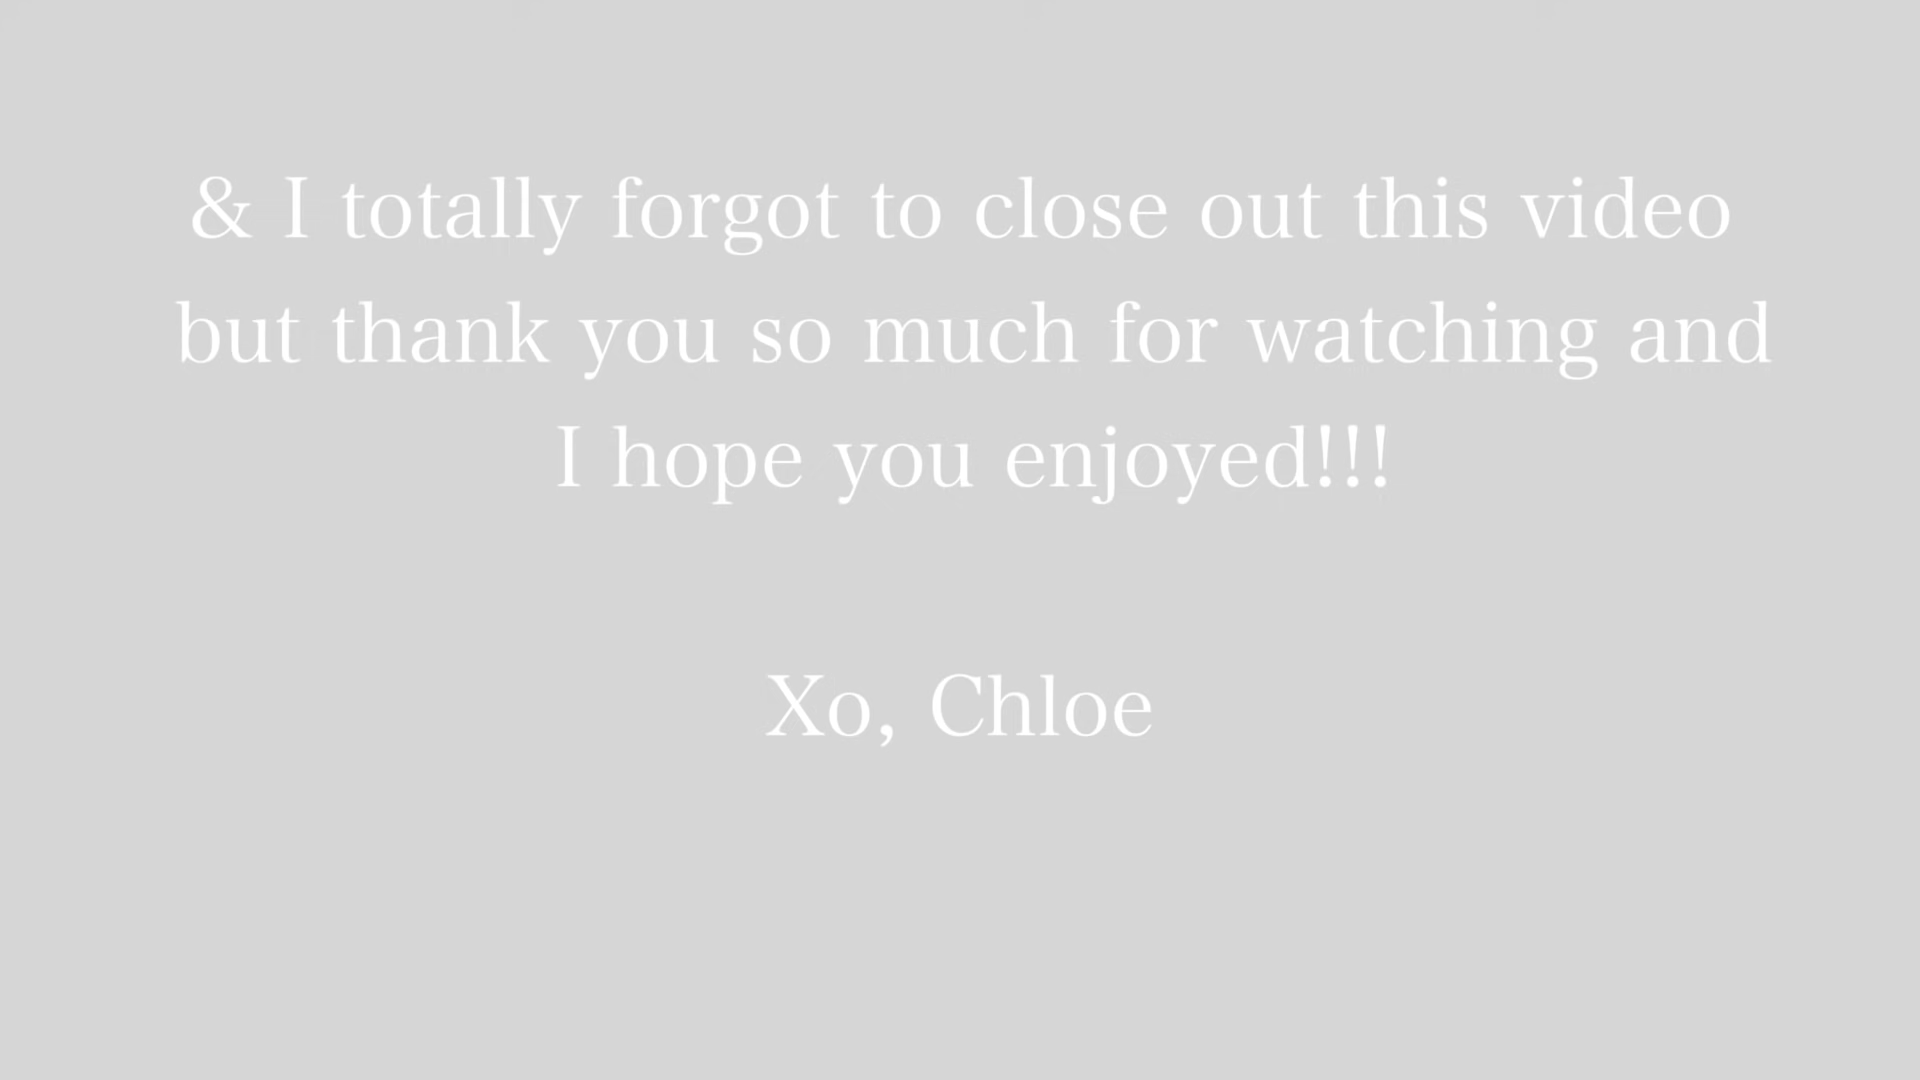 & I totally forgot to close out this video
but thank you so much for watching and
I hope you enjoyed!!!
Xo, Chloe